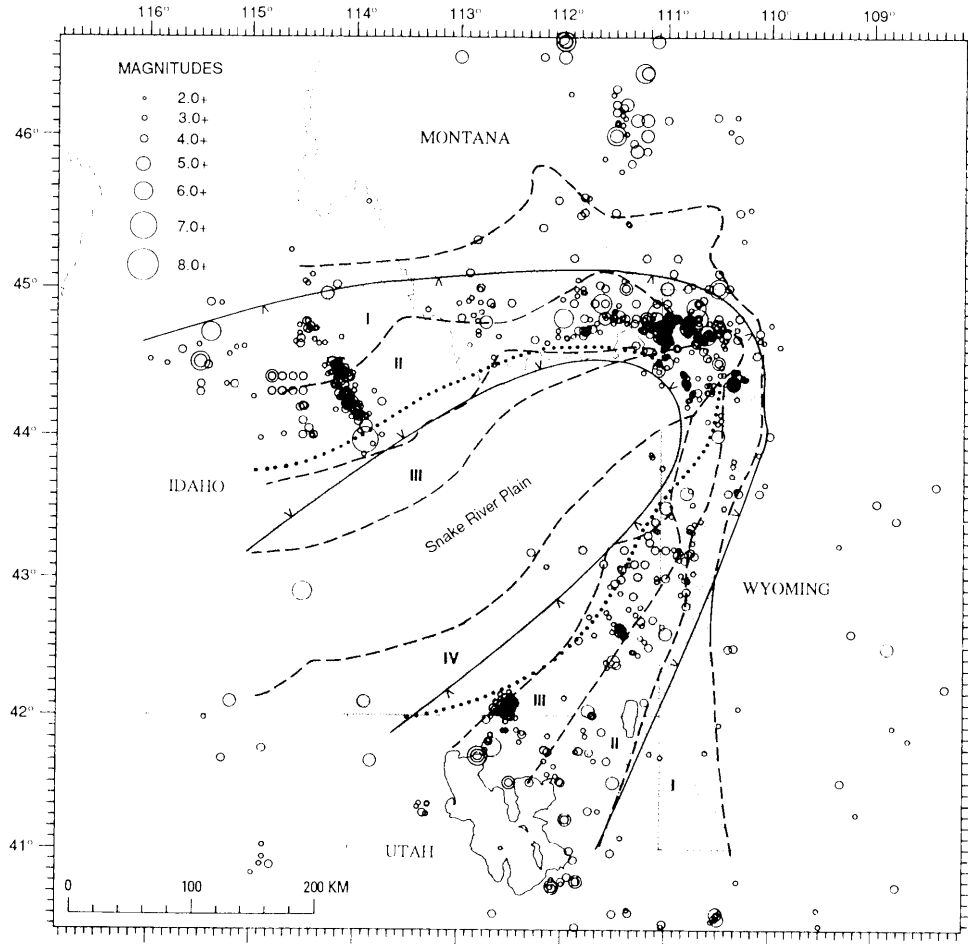 116° 115° 114° 113° 112° 111° 110° 109°
MAGNITUDES
2.0+
3.0+
4.0+
5.0+
6.0+
7.0+
8.0+
46°
MONTANA
45°
I
II
44°
IDAHO
III
Snake River Plain
43°
WYOMING
IV
42°
III
II
I
41°
UTAH
0 100 200 KM